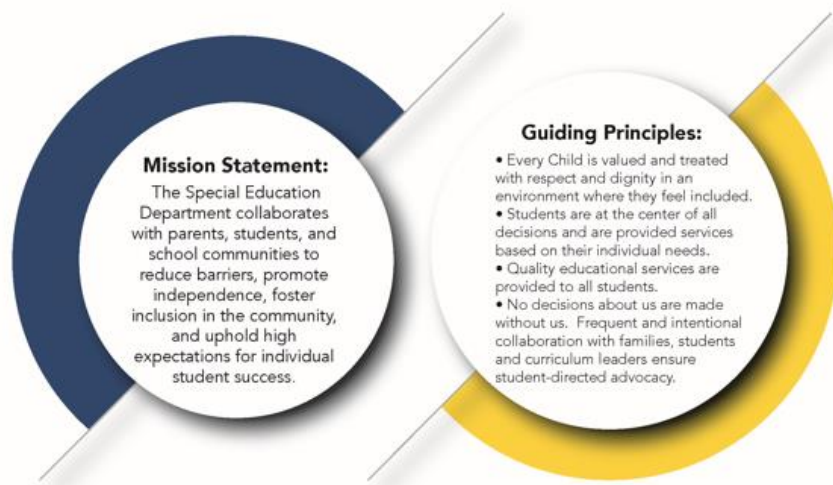 Mission Statement:
The Special Education
Department collaborates
with parents, students, and
school communities to
reduce barriers, promote
independence, foster
inclusion in the community,
and uphold high
expectations for individual
student success.
Guiding Principles:
• Every Child is valued and treated
with respect and dignity in an
environment where they feel included.
• Students are at the center of all
decisions and are provided services
based on their individual needs.
• Quality educational services are
provided to all students.
• No decisions about us are made
without us.  Frequent and intentional
collaboration with families, students
and curriculum leaders ensure
student-directed advocacy.